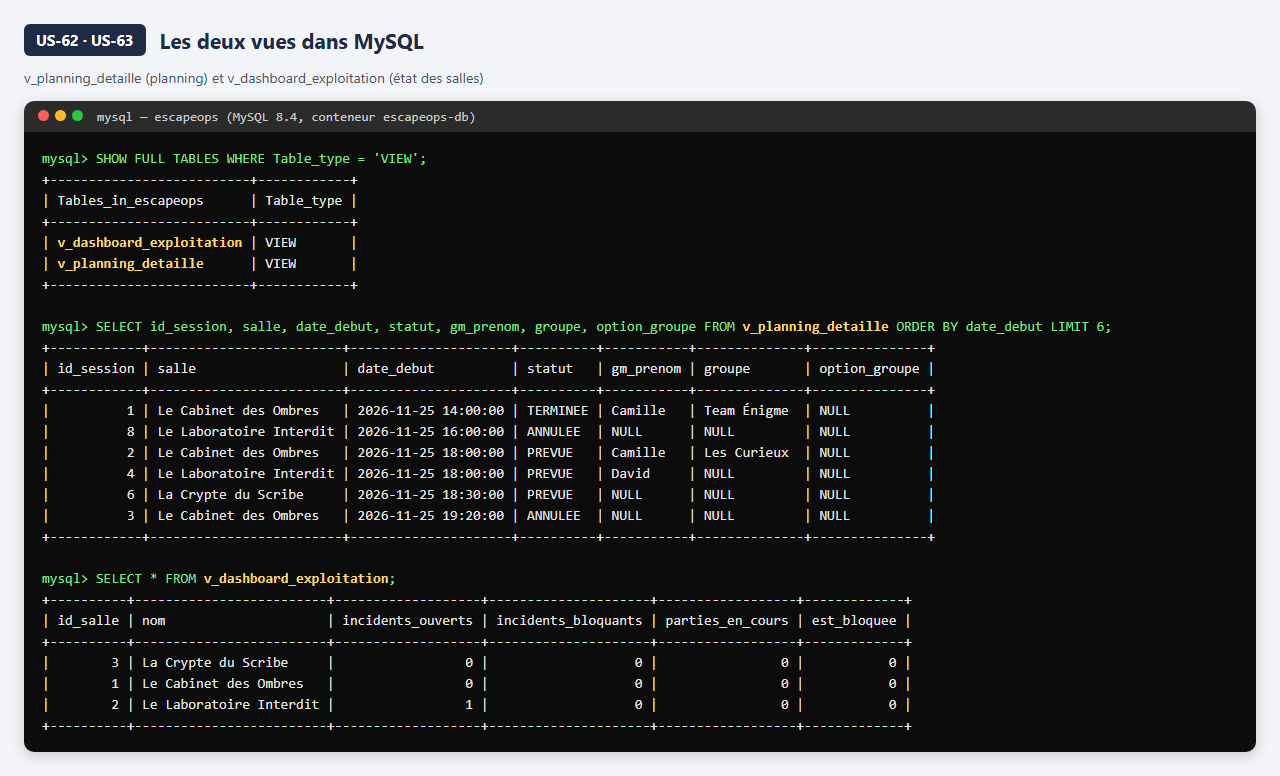 US-62 · US-63 Les deux vues dans MySQL
v_planning_detaille (planning) et v_dashboard_exploitation (état des salles)
mysql — escapeops (MySQL 8.4, conteneur escapeops-db)
mysql> SHOW FULL TABLES WHERE Table_type = 'VIEW';
+--------------------------+------------+
| Tables_in_escapeops      | Table_type |
+--------------------------+------------+
| v_dashboard_exploitation | VIEW       |
| v_planning_detaille      | VIEW       |
+--------------------------+------------+
mysql> SELECT id_session, salle, date_debut, statut, gm_prenom, groupe, option_groupe FROM v_planning_detaille ORDER BY date_debut LIMIT 6;
+------------+-------------------------+---------------------+----------+-----------+-------------+---------------+
| id_session | salle                   | date_debut          | statut   | gm_prenom | groupe      | option_groupe |
+------------+-------------------------+---------------------+----------+-----------+-------------+---------------+
|          1 | Le Cabinet des Ombres   | 2026-11-25 14:00:00 | TERMINEE | Camille   | Team Énigme | NULL          |
|          8 | Le Laboratoire Interdit | 2026-11-25 16:00:00 | ANNULEE  | NULL      | NULL        | NULL          |
|          2 | Le Cabinet des Ombres   | 2026-11-25 18:00:00 | PREVUE   | Camille   | Les Curieux | NULL          |
|          4 | Le Laboratoire Interdit | 2026-11-25 18:00:00 | PREVUE   | David     | NULL        | NULL          |
|          6 | La Crypte du Scribe     | 2026-11-25 18:30:00 | PREVUE   | NULL      | NULL        | NULL          |
|          3 | Le Cabinet des Ombres   | 2026-11-25 19:20:00 | ANNULEE  | NULL      | NULL        | NULL          |
+------------+-------------------------+---------------------+----------+-----------+-------------+---------------+
mysql> SELECT * FROM v_dashboard_exploitation;
+----------+-------------------------+-------------------+---------------------+------------------+-------------+
| id_salle | nom                     | incidents_ouverts | incidents_bloquants | parties_en_cours | est_bloquee |
+----------+-------------------------+-------------------+---------------------+------------------+-------------+
|        3 | La Crypte du Scribe     |                 0 |                   0 |                0 |           0 |
|        1 | Le Cabinet des Ombres   |                 0 |                   0 |                0 |           0 |
|        2 | Le Laboratoire Interdit |                 1 |                   0 |                0 |           0 |
+----------+-------------------------+-------------------+---------------------+------------------+-------------+